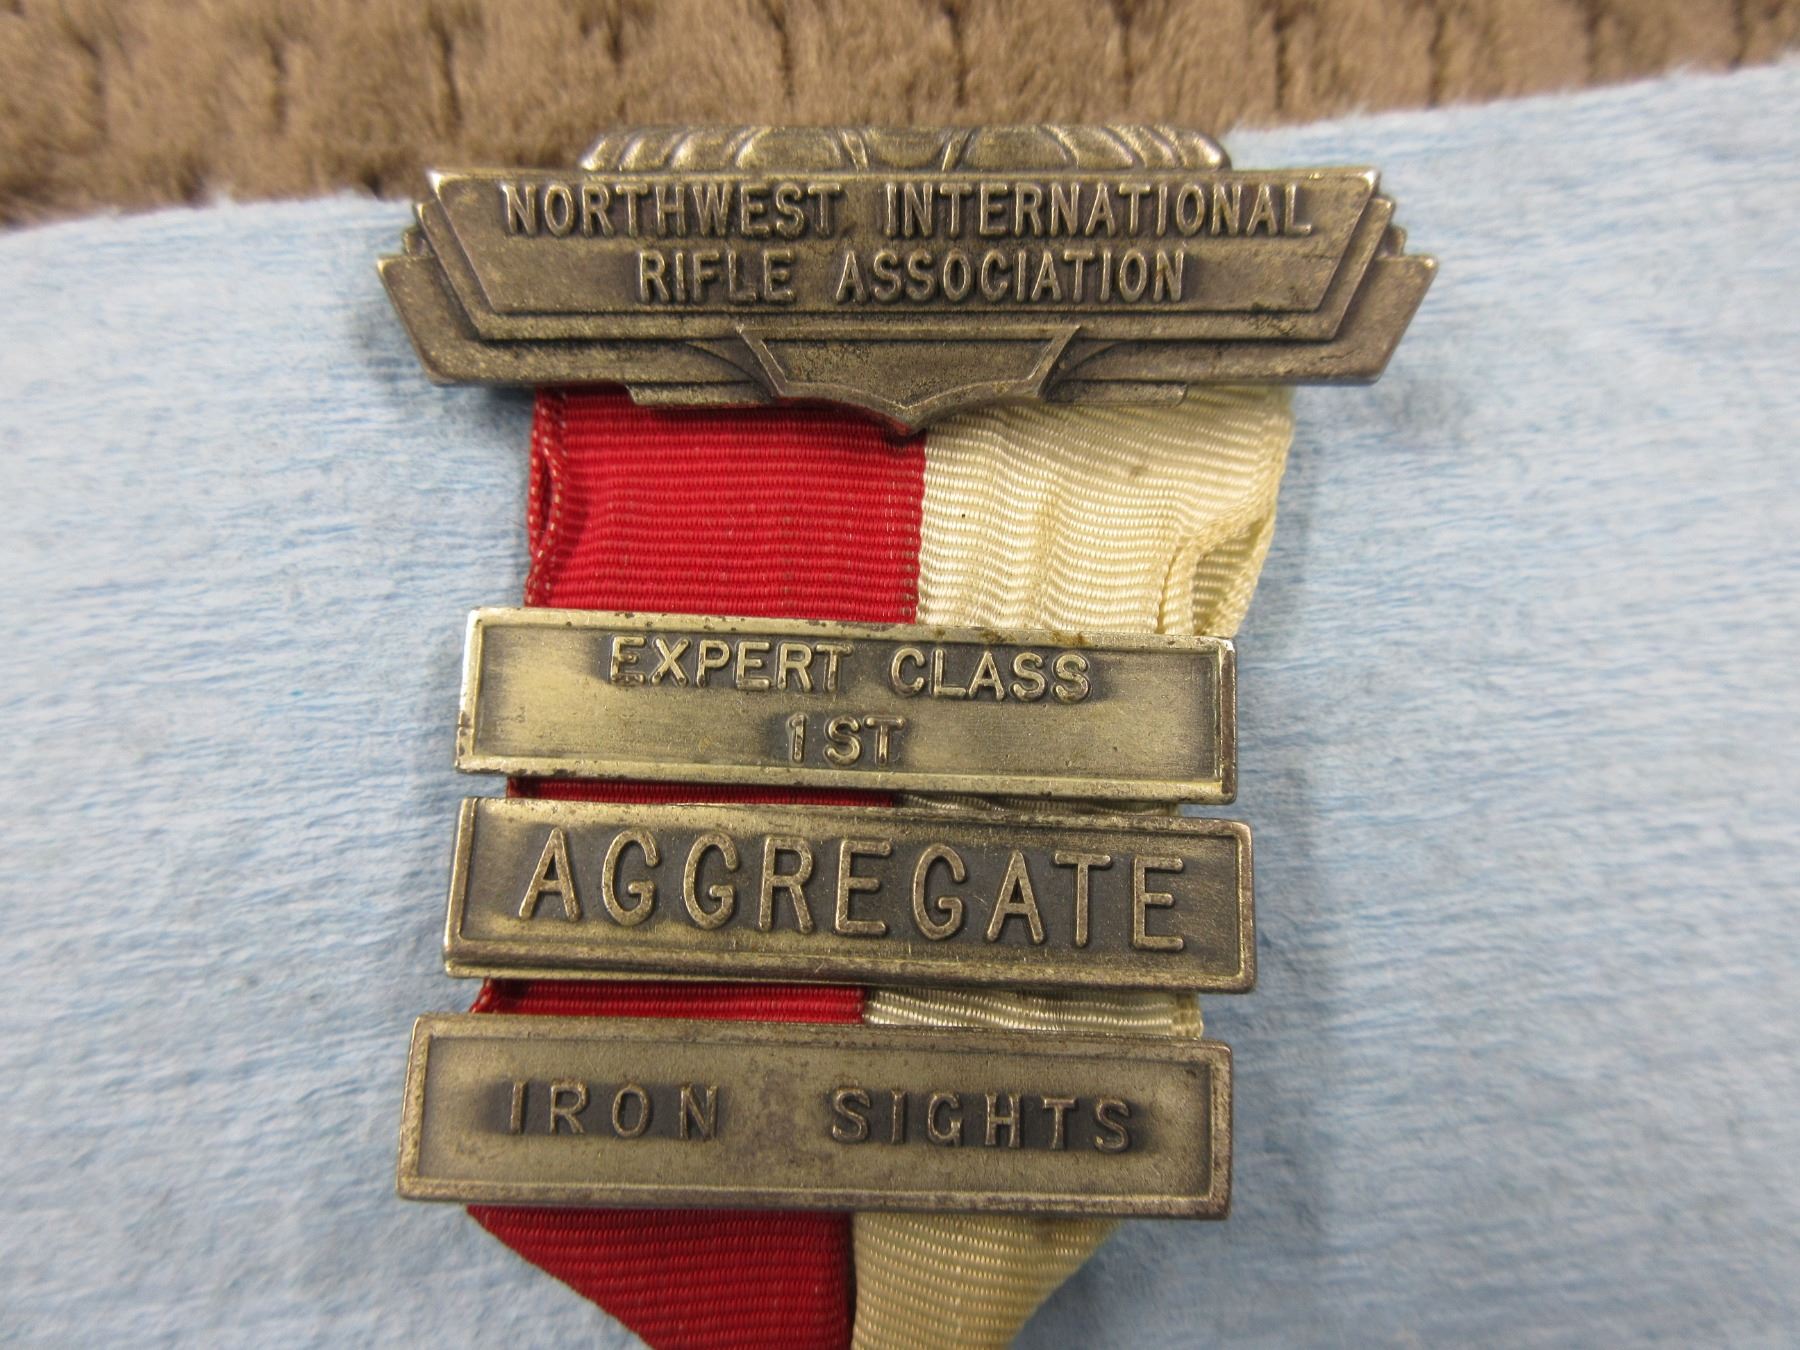 NORTHWEST INTERNATIONAL
RIFLE ASSOCIATION
EXPERT CLASS
1ST
AGGREGATE
IRON SIGHTS